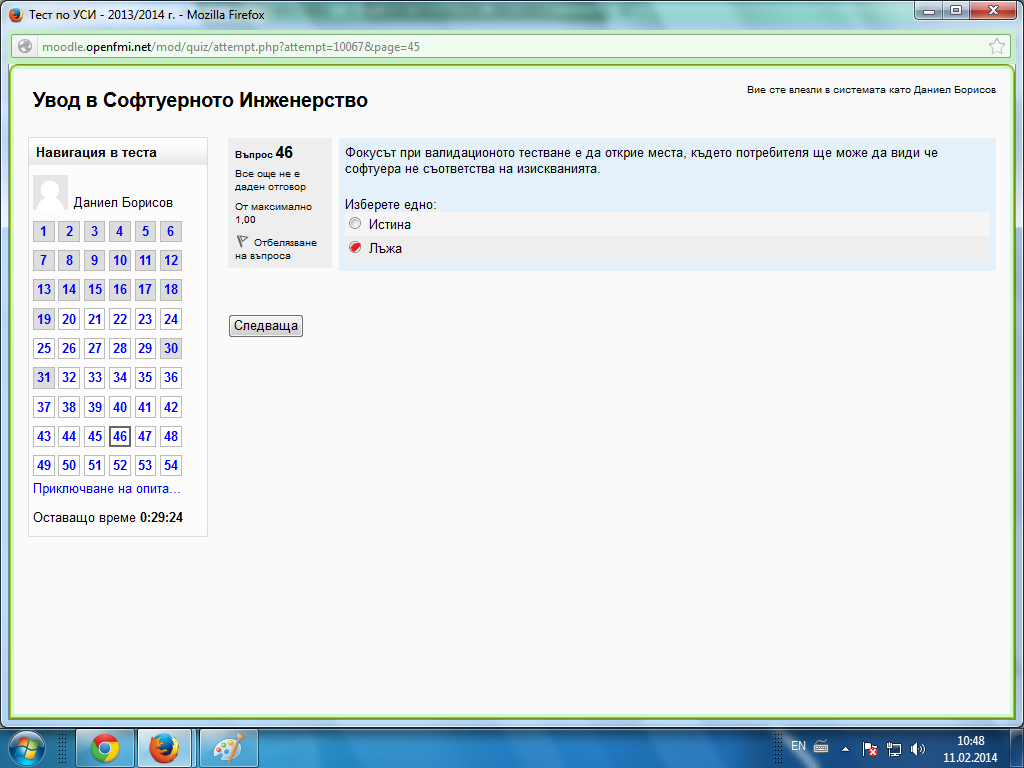 Тест по УСИ - 2013/2014 г. - Mozilla Firefox
moodle.openfmi.net/mod/quiz/attempt.php?attempt=10067&page=45
Увод в Софтуерното Инженерство
Вие сте влезли в системата като Даниел Борисов
Навигация в теста
Даниел Борисов
1 2 3 4 5 6
7 8 9 10 11 12
13 14 15 16 17 18
19 20 21 22 23 24
25 26 27 28 29 30
31 32 33 34 35 36
37 38 39 40 41 42
43 44 45 46 47 48
49 50 51 52 53 54
Приключване на опита...
Оставащо време 0:29:24
Въпрос 46
Все още не е
даден отговор
От максимално
1,00
Отбелязване
на въпроса
Фокусът при валидационото тестване е да открие места, където потребителя ще може да види че
софтуера не съответства на изискванията.
Изберете едно:
Истина
Лъжа
Следваща
EN
10:48
11.02.2014